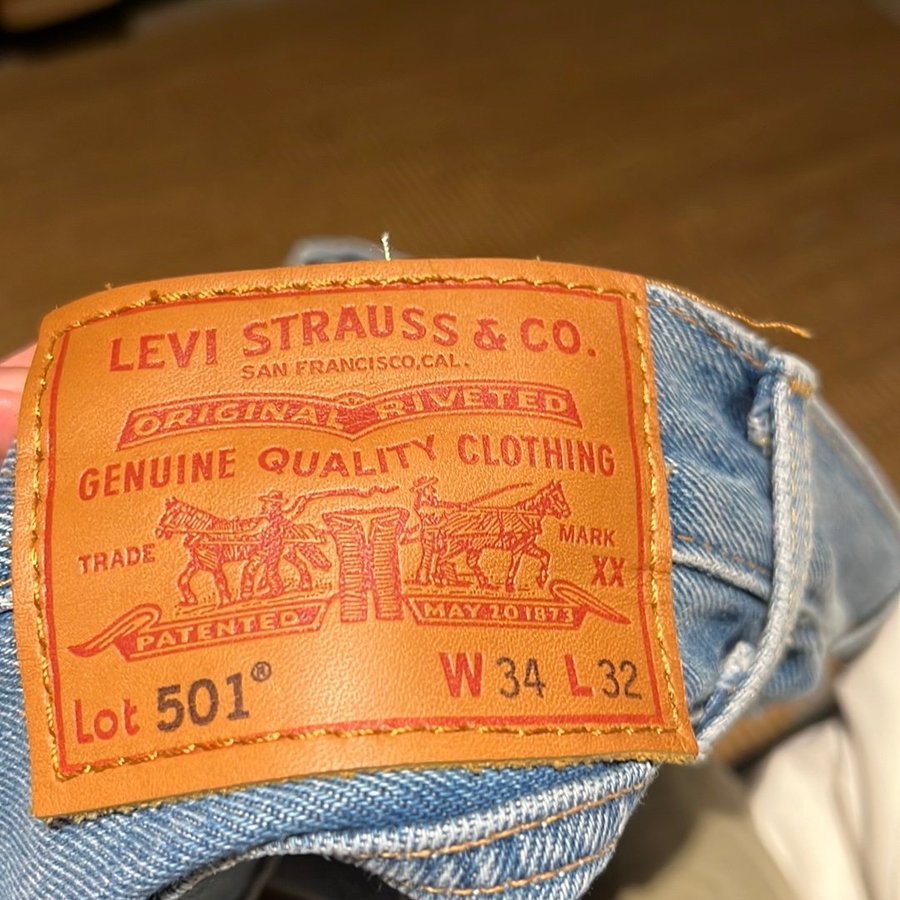 LEVI STRAUSS & CO.
SAN FRANCISCO, CAL.
ORIGINAL RIVETED
GENUINE QUALITY CLOTHING
TRADE MARK
XX
PATENTED MAY 20 1873
Lot 501® W 34 L 32